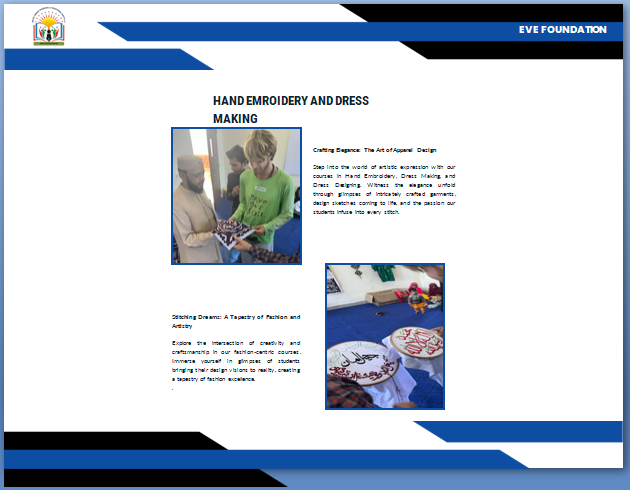 EVE FOUNDATION
HAND EMROIDERY AND DRESS
MAKING
Crafting Elegance: The Art of Apparel Design
Step into the world of artistic expression with our
courses in Hand Embroidery, Dress Making, and
Dress Designing. Witness the elegance unfold
through glimpses of intricately crafted garments,
design sketches coming to life, and the passion our
students infuse into every stitch.
Stitching Dreams: A Tapestry of Fashion and
Artistry
Explore the intersection of creativity and
craftsmanship in our fashion-centric courses.
Immerse yourself in glimpses of students
bringing their design visions to reality, creating
a tapestry of fashion excellence.
.